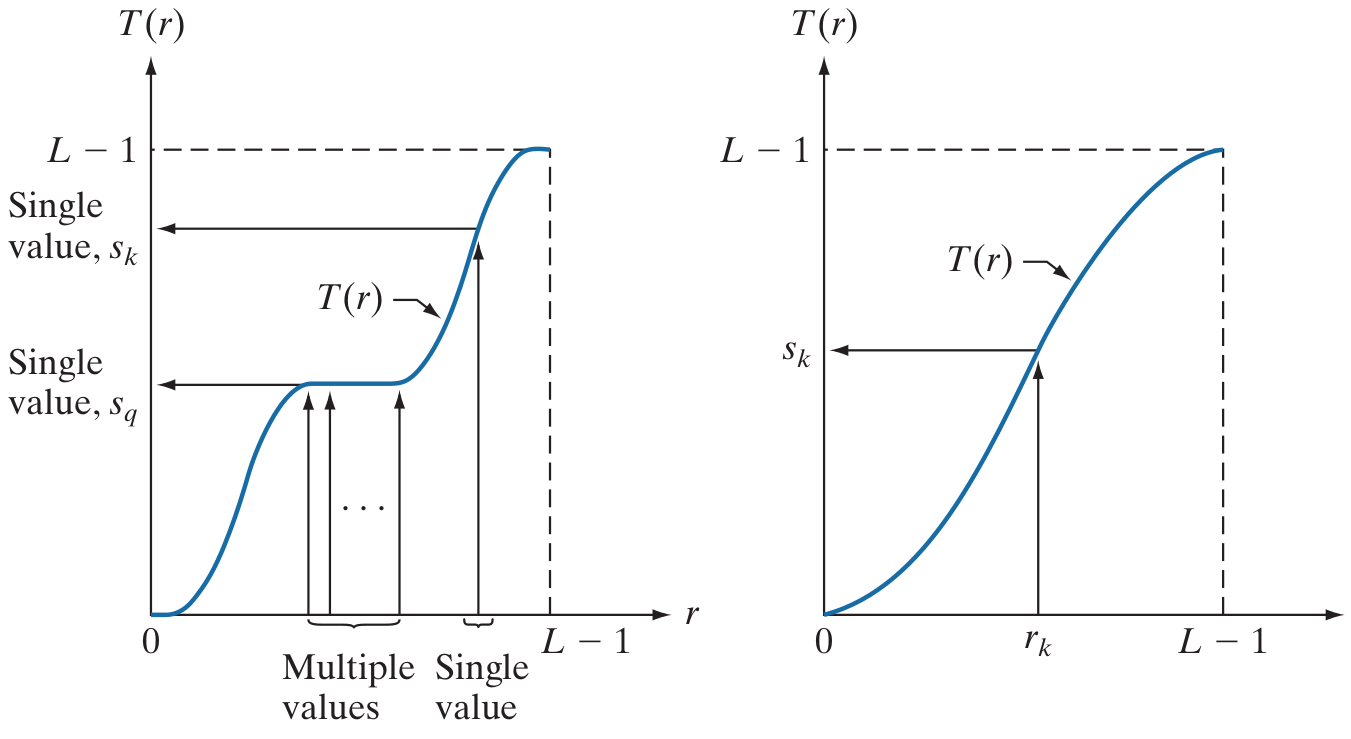 T(r)
L − 1
Single
value, s_k
T(r)
Single
value, s_q
. . .
0
L − 1
r
Multiple
values
Single
value
T(r)
L − 1
T(r)
s_k
0
r_k
L − 1